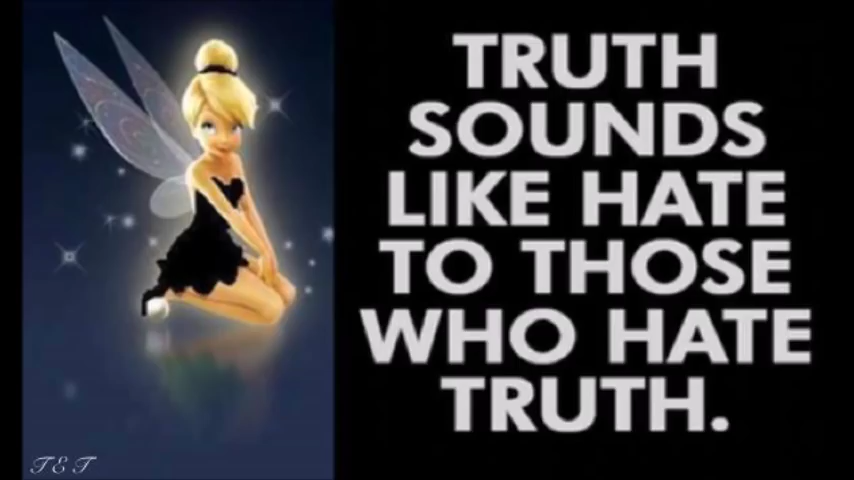 TRUTH
SOUNDS
LIKE HATE
TO THOSE
WHO HATE
TRUTH.
T&T